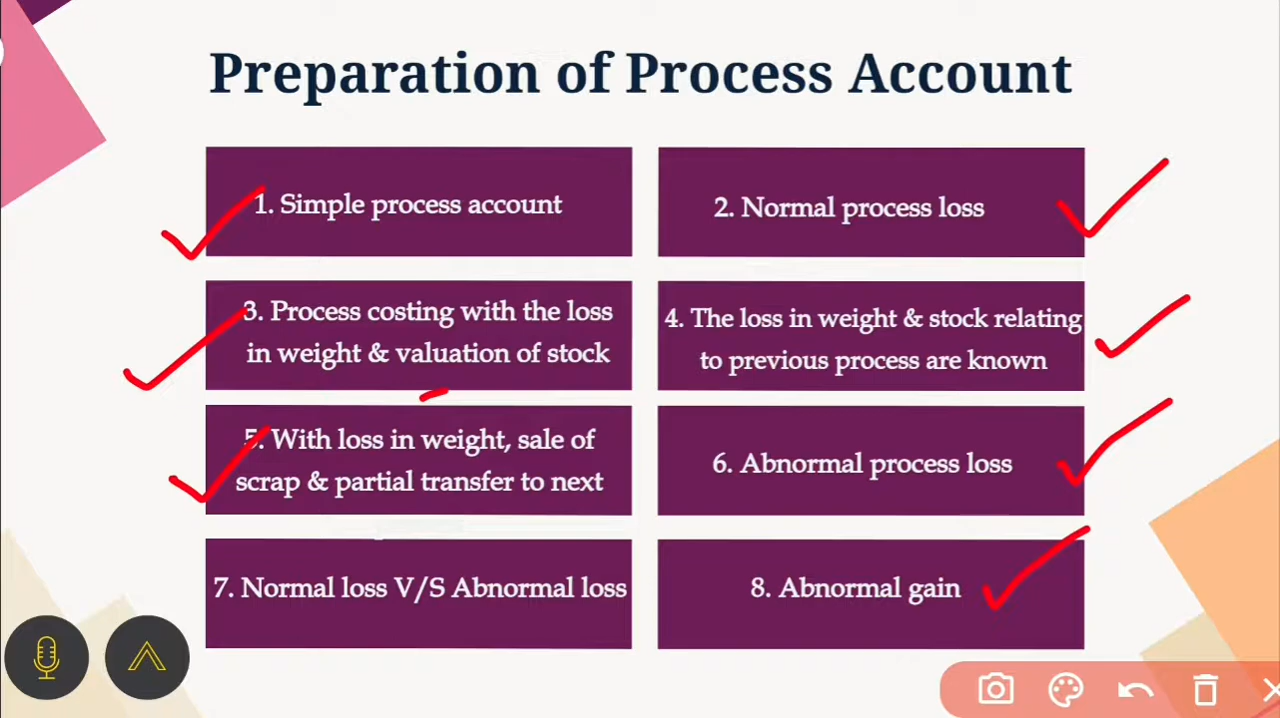 Preparation of Process Account
1. Simple process account
2. Normal process loss
3. Process costing with the loss
in weight & valuation of stock
4. The loss in weight & stock relating
to previous process are known
5. With loss in weight, sale of
scrap & partial transfer to next
6. Abnormal process loss
7. Normal loss V/S Abnormal loss
8. Abnormal gain